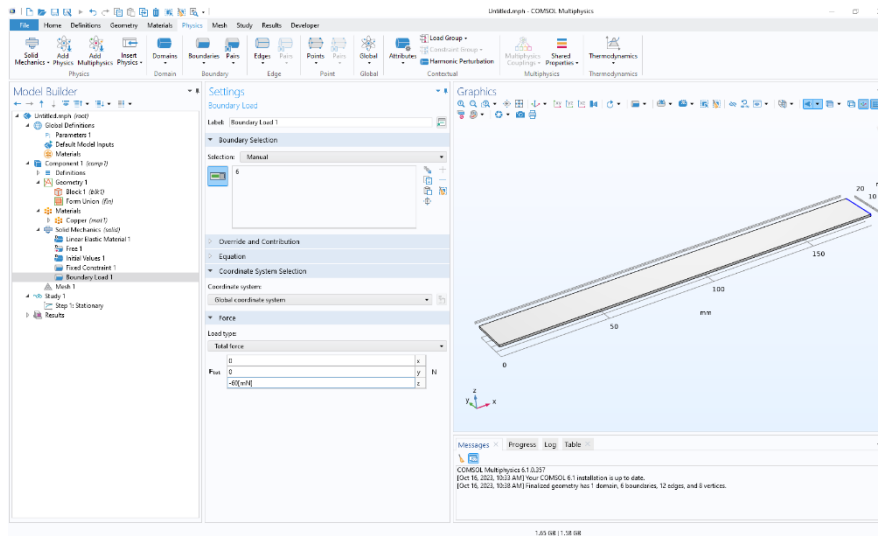 Untitled.mph - COMSOL Multiphysics
File Home Definitions Geometry Materials Physics Mesh Study Results Developer
Solid Mechanics
Add Physics
Add Multiphysics
Insert Physics
Domains
Boundaries
Pairs
Edges
Pairs
Points
Pairs
Global
Attributes
Load Group
Constraint Group
Harmonic Perturbation
Multiphysics Couplings
Shared Properties
Thermodynamics
Physics Domain Boundary Edge Point Global Contextual Multiphysics Thermodynamics
Model Builder
Untitled.mph (root)
Global Definitions
Parameters 1
Default Model Inputs
Materials
Component 1 (comp1)
Definitions
Geometry 1
Block 1 (blk1)
Form Union (fin)
Materials
Copper (mat1)
Solid Mechanics (solid)
Linear Elastic Material 1
Free 1
Initial Values 1
Fixed Constraint 1
Boundary Load 1
Mesh 1
Study 1
Step 1: Stationary
Results
Settings
Boundary Load
Label: Boundary Load 1
Boundary Selection
Selection: Manual
6
Override and Contribution
Equation
Coordinate System Selection
Coordinate system:
Global coordinate system
Force
Load type:
Total force
0 x
Ftot 0 y N
-60[mN] z
Graphics
20
10
150
100
mm
50
0
z
y x
Messages Progress Log Table
COMSOL Multiphysics 6.1.0.357
[Oct 16, 2023, 10:33 AM] Your COMSOL 6.1 installation is up to date.
[Oct 16, 2023, 10:38 AM] Finalized geometry has 1 domain, 6 boundaries, 12 edges, and 8 vertices.
1.65 GB | 1.58 GB